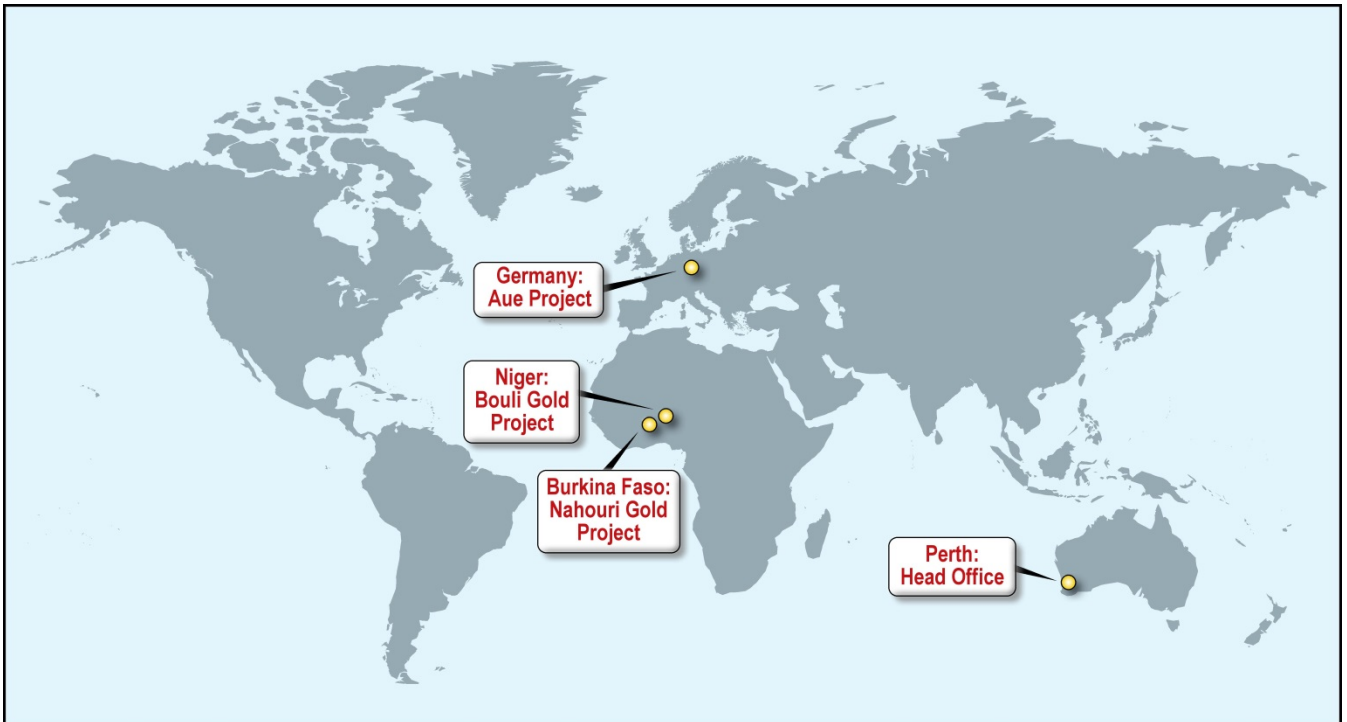 Germany:
Aue Project
Niger:
Bouli Gold
Project
Burkina Faso:
Nahouri Gold
Project
Perth:
Head Office